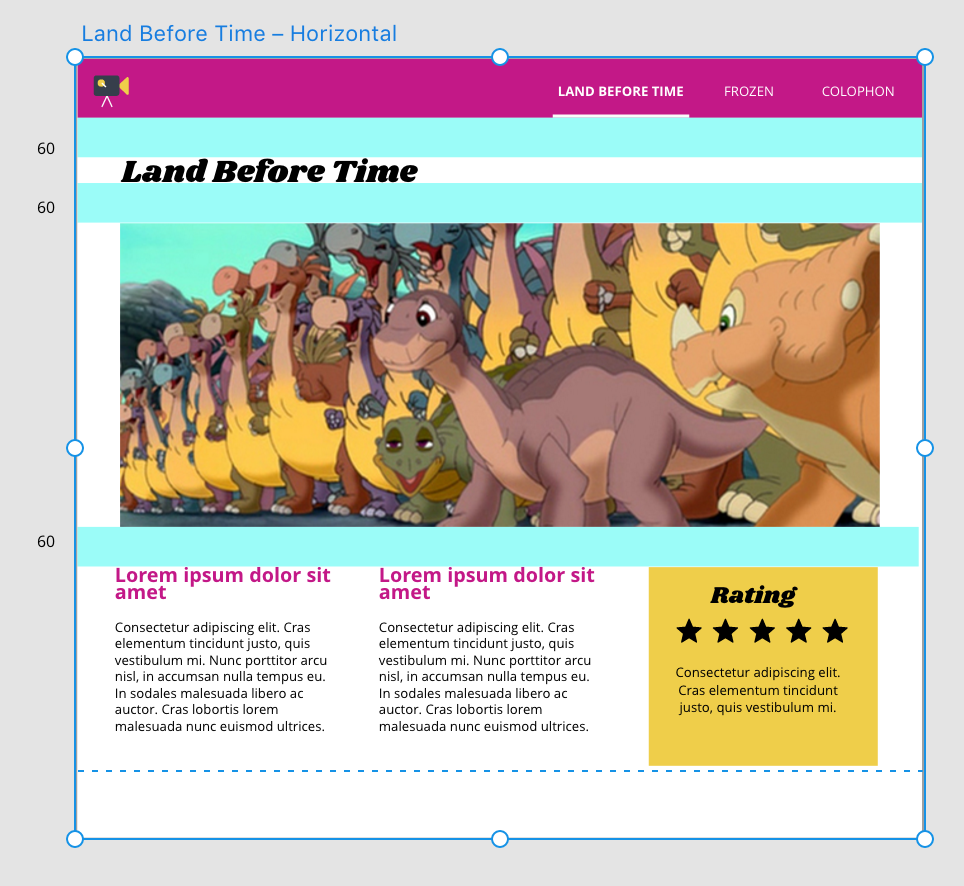 Land Before Time – Horizontal
LAND BEFORE TIME FROZEN COLOPHON
60
Land Before Time
60
60
Lorem ipsum dolor sit
amet
Consectetur adipiscing elit. Cras
elementum tincidunt justo, quis
vestibulum mi. Nunc porttitor arcu
nisl, in accumsan nulla tempus eu.
In sodales malesuada libero ac
auctor. Cras lobortis lorem
malesuada nunc euismod ultrices.
Lorem ipsum dolor sit
amet
Consectetur adipiscing elit. Cras
elementum tincidunt justo, quis
vestibulum mi. Nunc porttitor arcu
nisl, in accumsan nulla tempus eu.
In sodales malesuada libero ac
auctor. Cras lobortis lorem
malesuada nunc euismod ultrices.
Rating
Consectetur adipiscing elit.
Cras elementum tincidunt
justo, quis vestibulum mi.